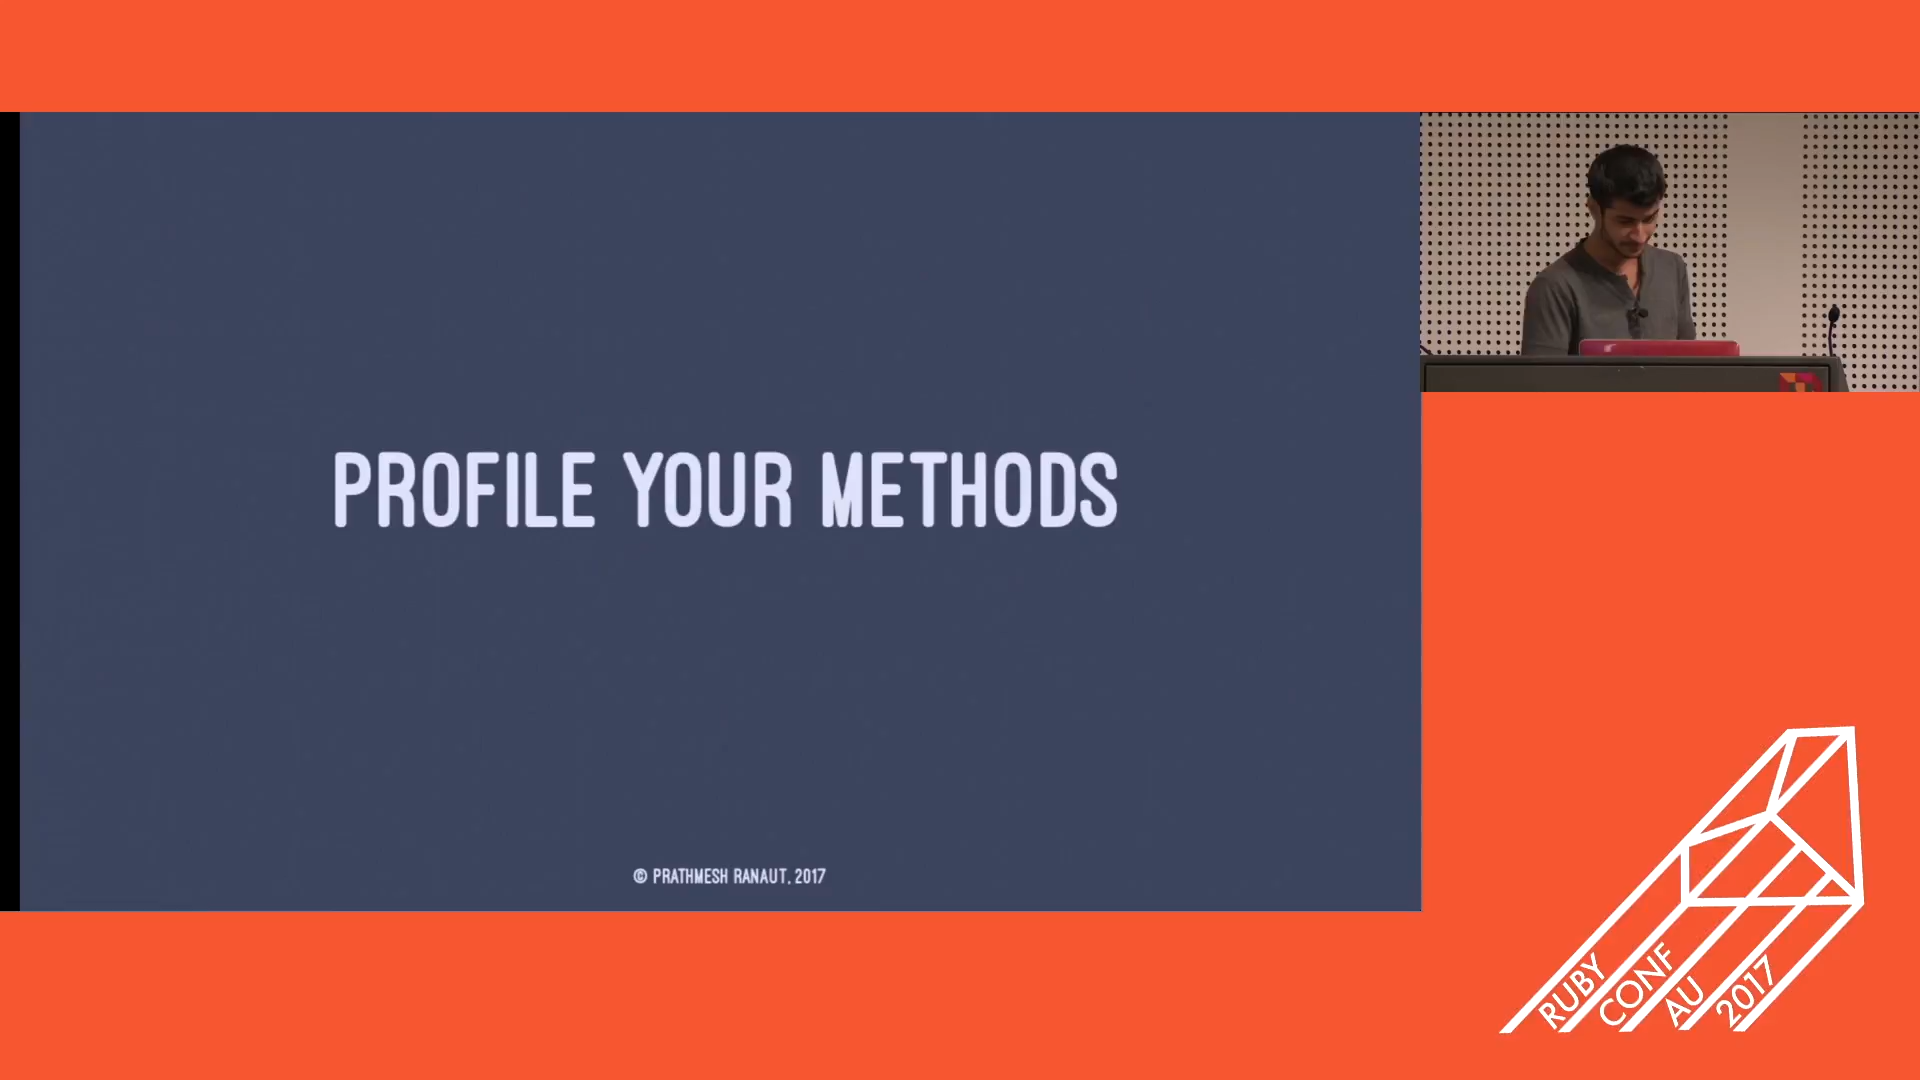 PROFILE YOUR METHODS
© PRATHMESH RANAUT, 2017
RUBY
CONF
AU
2017